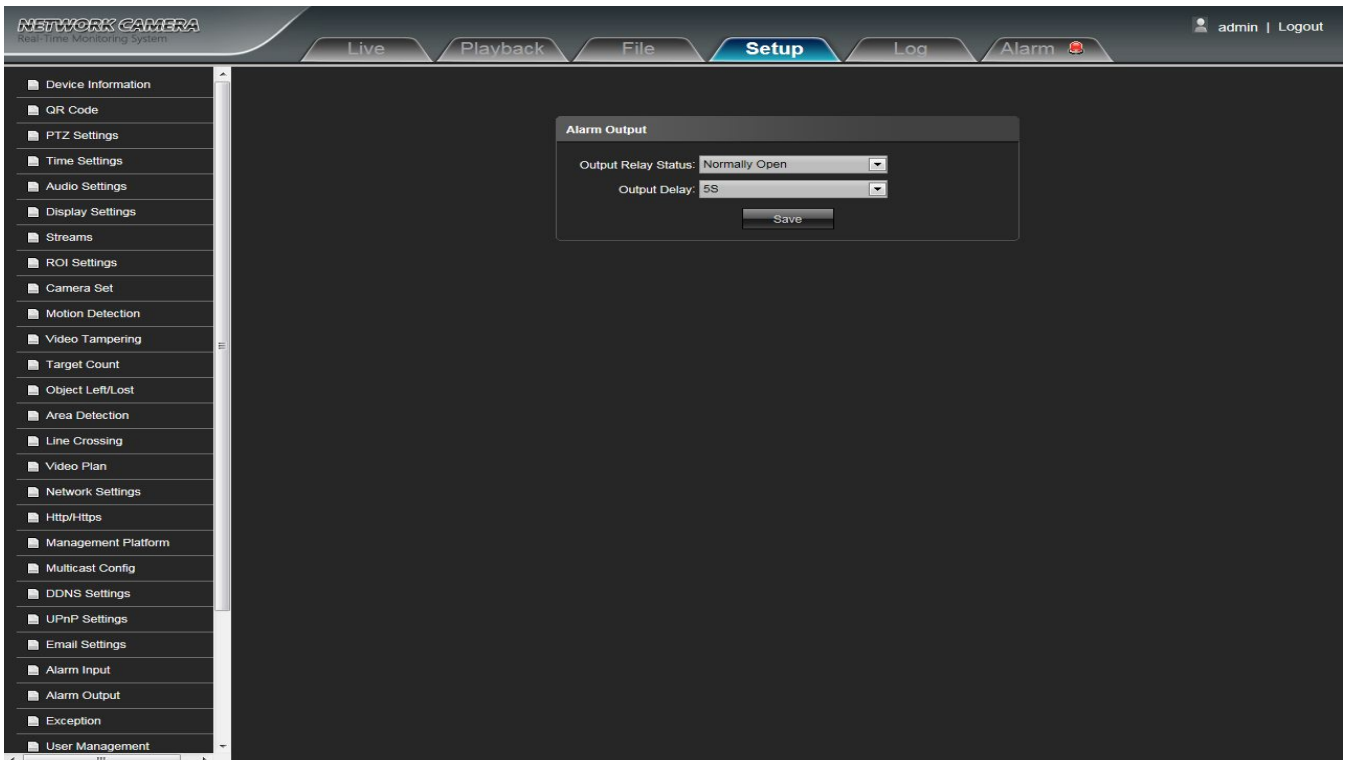 NETWORK CAMERA
Real-Time Monitoring System
Live
Playback
File
Setup
Log
Alarm
admin | Logout
Device Information
QR Code
PTZ Settings
Time Settings
Audio Settings
Display Settings
Streams
ROI Settings
Camera Set
Motion Detection
Video Tampering
Target Count
Object Left/Lost
Area Detection
Line Crossing
Video Plan
Network Settings
Http/Https
Management Platform
Multicast Config
DDNS Settings
UPnP Settings
Email Settings
Alarm Input
Alarm Output
Exception
User Management
Alarm Output
Output Relay Status: Normally Open
Output Delay: 5S
Save